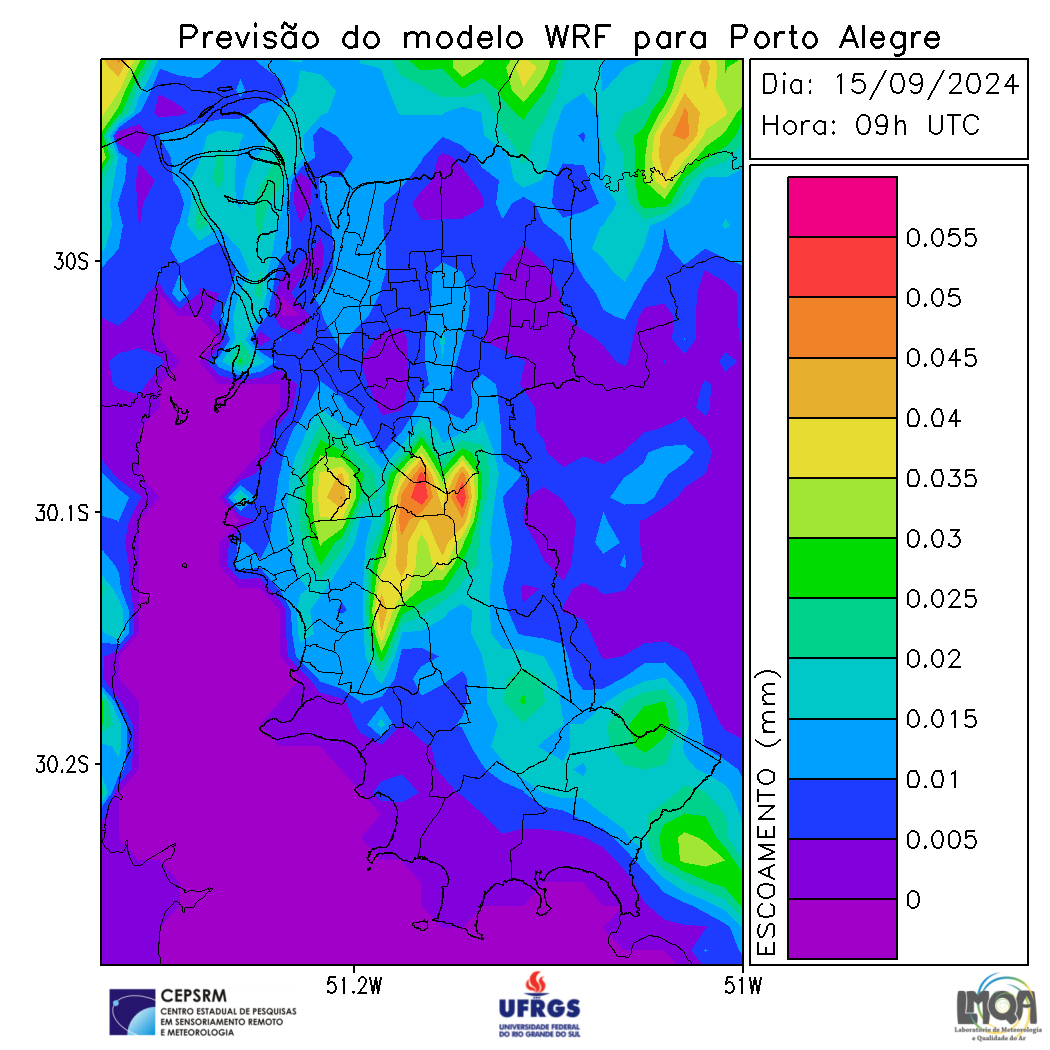 Previsão do modelo WRF para Porto Alegre
Dia: 15/09/2024
Hora: 09h UTC
30S
30.1S
30.2S
51.2W
51W
ESCOAMENTO (mm)
0.055
0.05
0.045
0.04
0.035
0.03
0.025
0.02
0.015
0.01
0.005
0
CEPSRM
CENTRO ESTADUAL DE PESQUISAS
EM SENSORIAMENTO REMOTO
E METEOROLOGIA
UFRGS
UNIVERSIDADE FEDERAL
DO RIO GRANDE DO SUL
LMQA
Laboratório de Meteorologia
e Qualidade do Ar